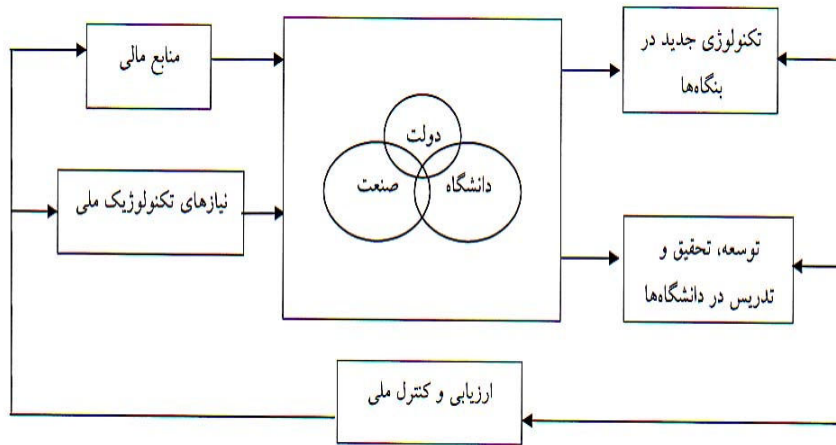 منابع مالی
نیازهای تکنولوژیک ملی
دولت
صنعت
دانشگاه
تکنولوژی جدید در
بنگاه‌ها
توسعه، تحقیق و
تدریس در دانشگاه‌ها
ارزیابی و کنترل ملی